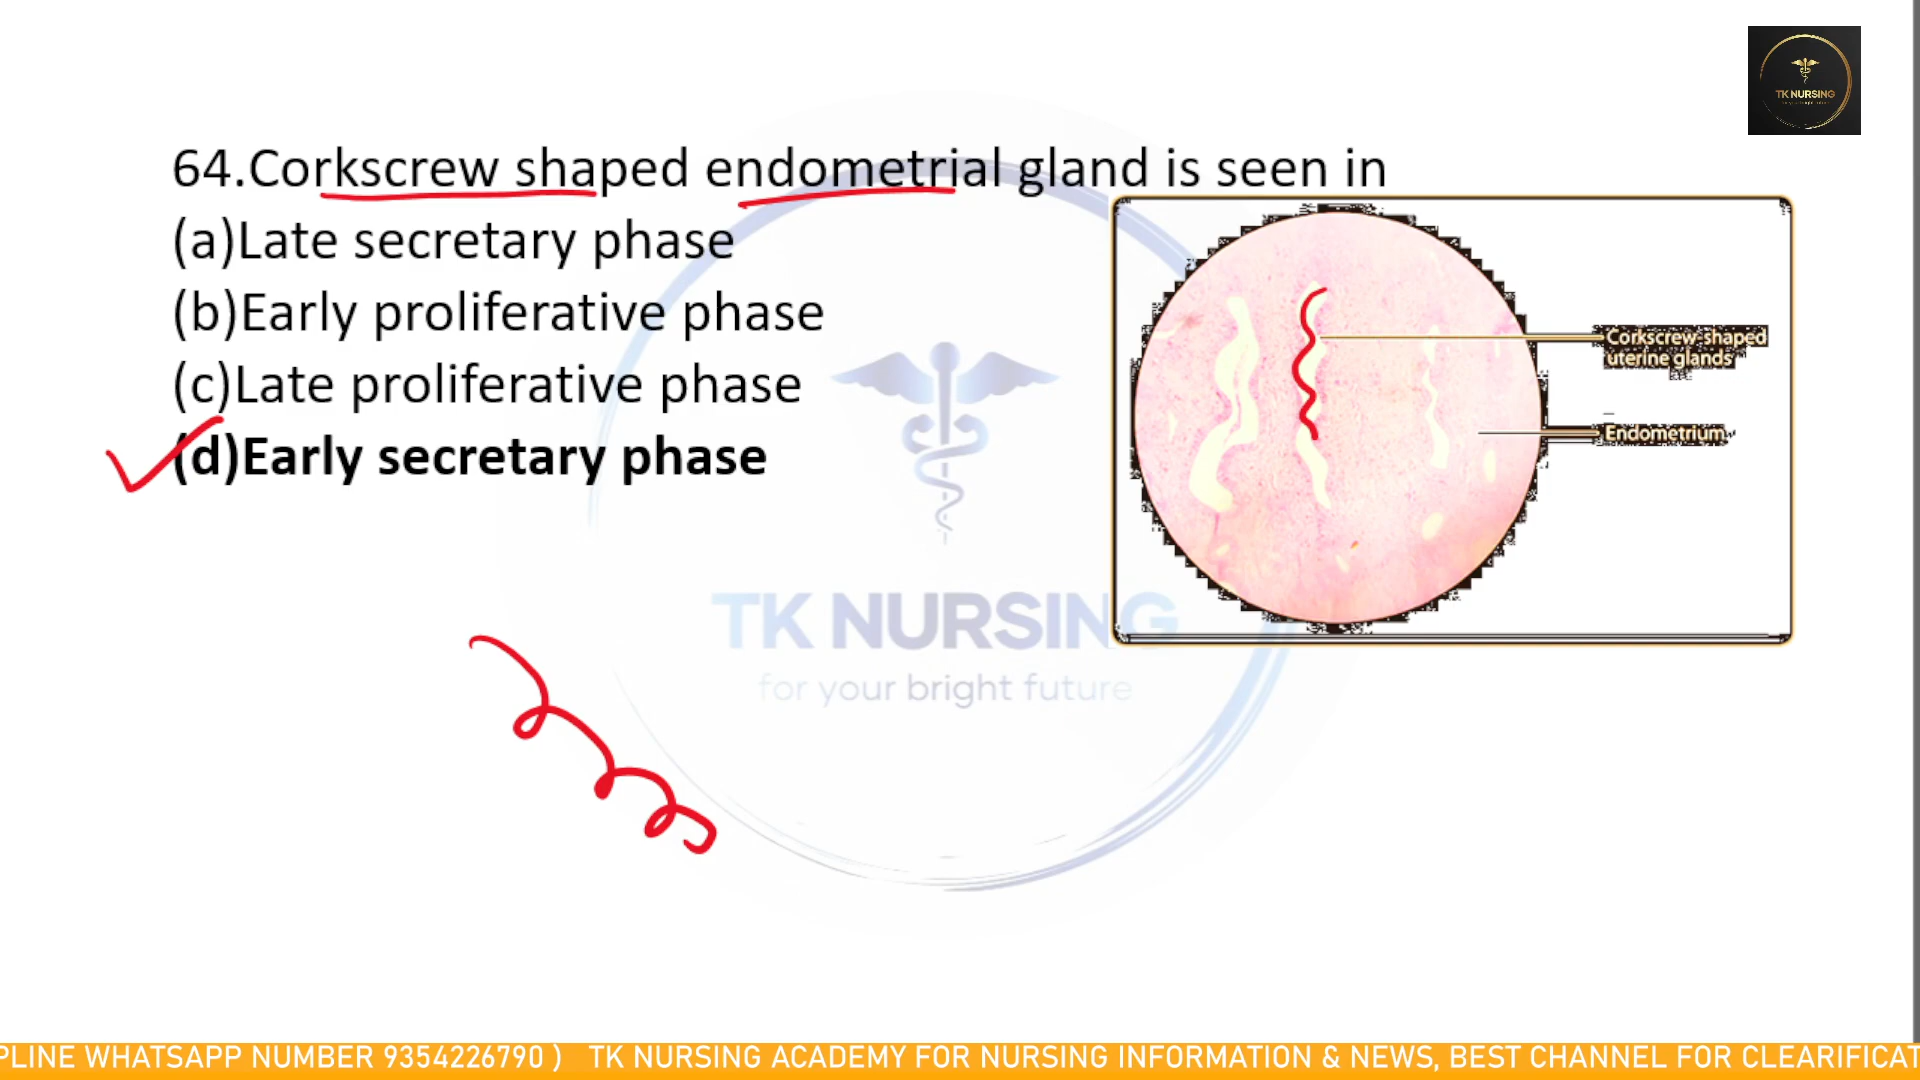 TK NURSING
64.Corkscrew shaped endometrial gland is seen in
(a)Late secretary phase
(b)Early proliferative phase
(c)Late proliferative phase
(d)Early secretary phase
Corkscrew-shaped
uterine glands
Endometrium
TK NURSING
for your bright future
PLINE WHATSAPP NUMBER 9354226790 ) TK NURSING ACADEMY FOR NURSING INFORMATION & NEWS, BEST CHANNEL FOR CLEARIFICAT